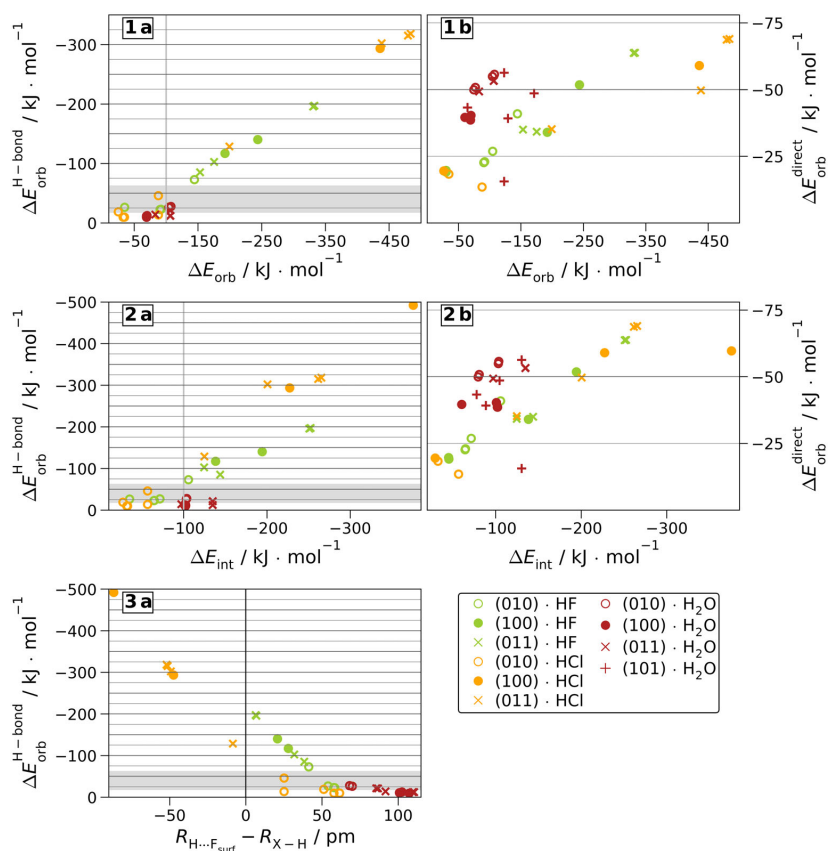 1a
−300
−200
−100
0
ΔE_orb^H−bond / kJ · mol⁻¹
−50 −150 −250 −350 −450
ΔE_orb / kJ · mol⁻¹
1b
−75
−50
−25
ΔE_orb^direct / kJ · mol⁻¹
−50 −150 −250 −350 −450
ΔE_orb / kJ · mol⁻¹
2a
−500
−400
−300
−200
−100
0
ΔE_orb^H−bond / kJ · mol⁻¹
−100 −200 −300
ΔE_int / kJ · mol⁻¹
2b
−75
−50
−25
ΔE_orb^direct / kJ · mol⁻¹
−100 −200 −300
ΔE_int / kJ · mol⁻¹
3a
−500
−400
−300
−200
−100
0
ΔE_orb^H−bond / kJ · mol⁻¹
−50 0 50 100
R_H···F_surf − R_X−H / pm
(010) · HF
(100) · HF
(011) · HF
(010) · HCl
(100) · HCl
(011) · HCl
(010) · H₂O
(100) · H₂O
(011) · H₂O
(101) · H₂O